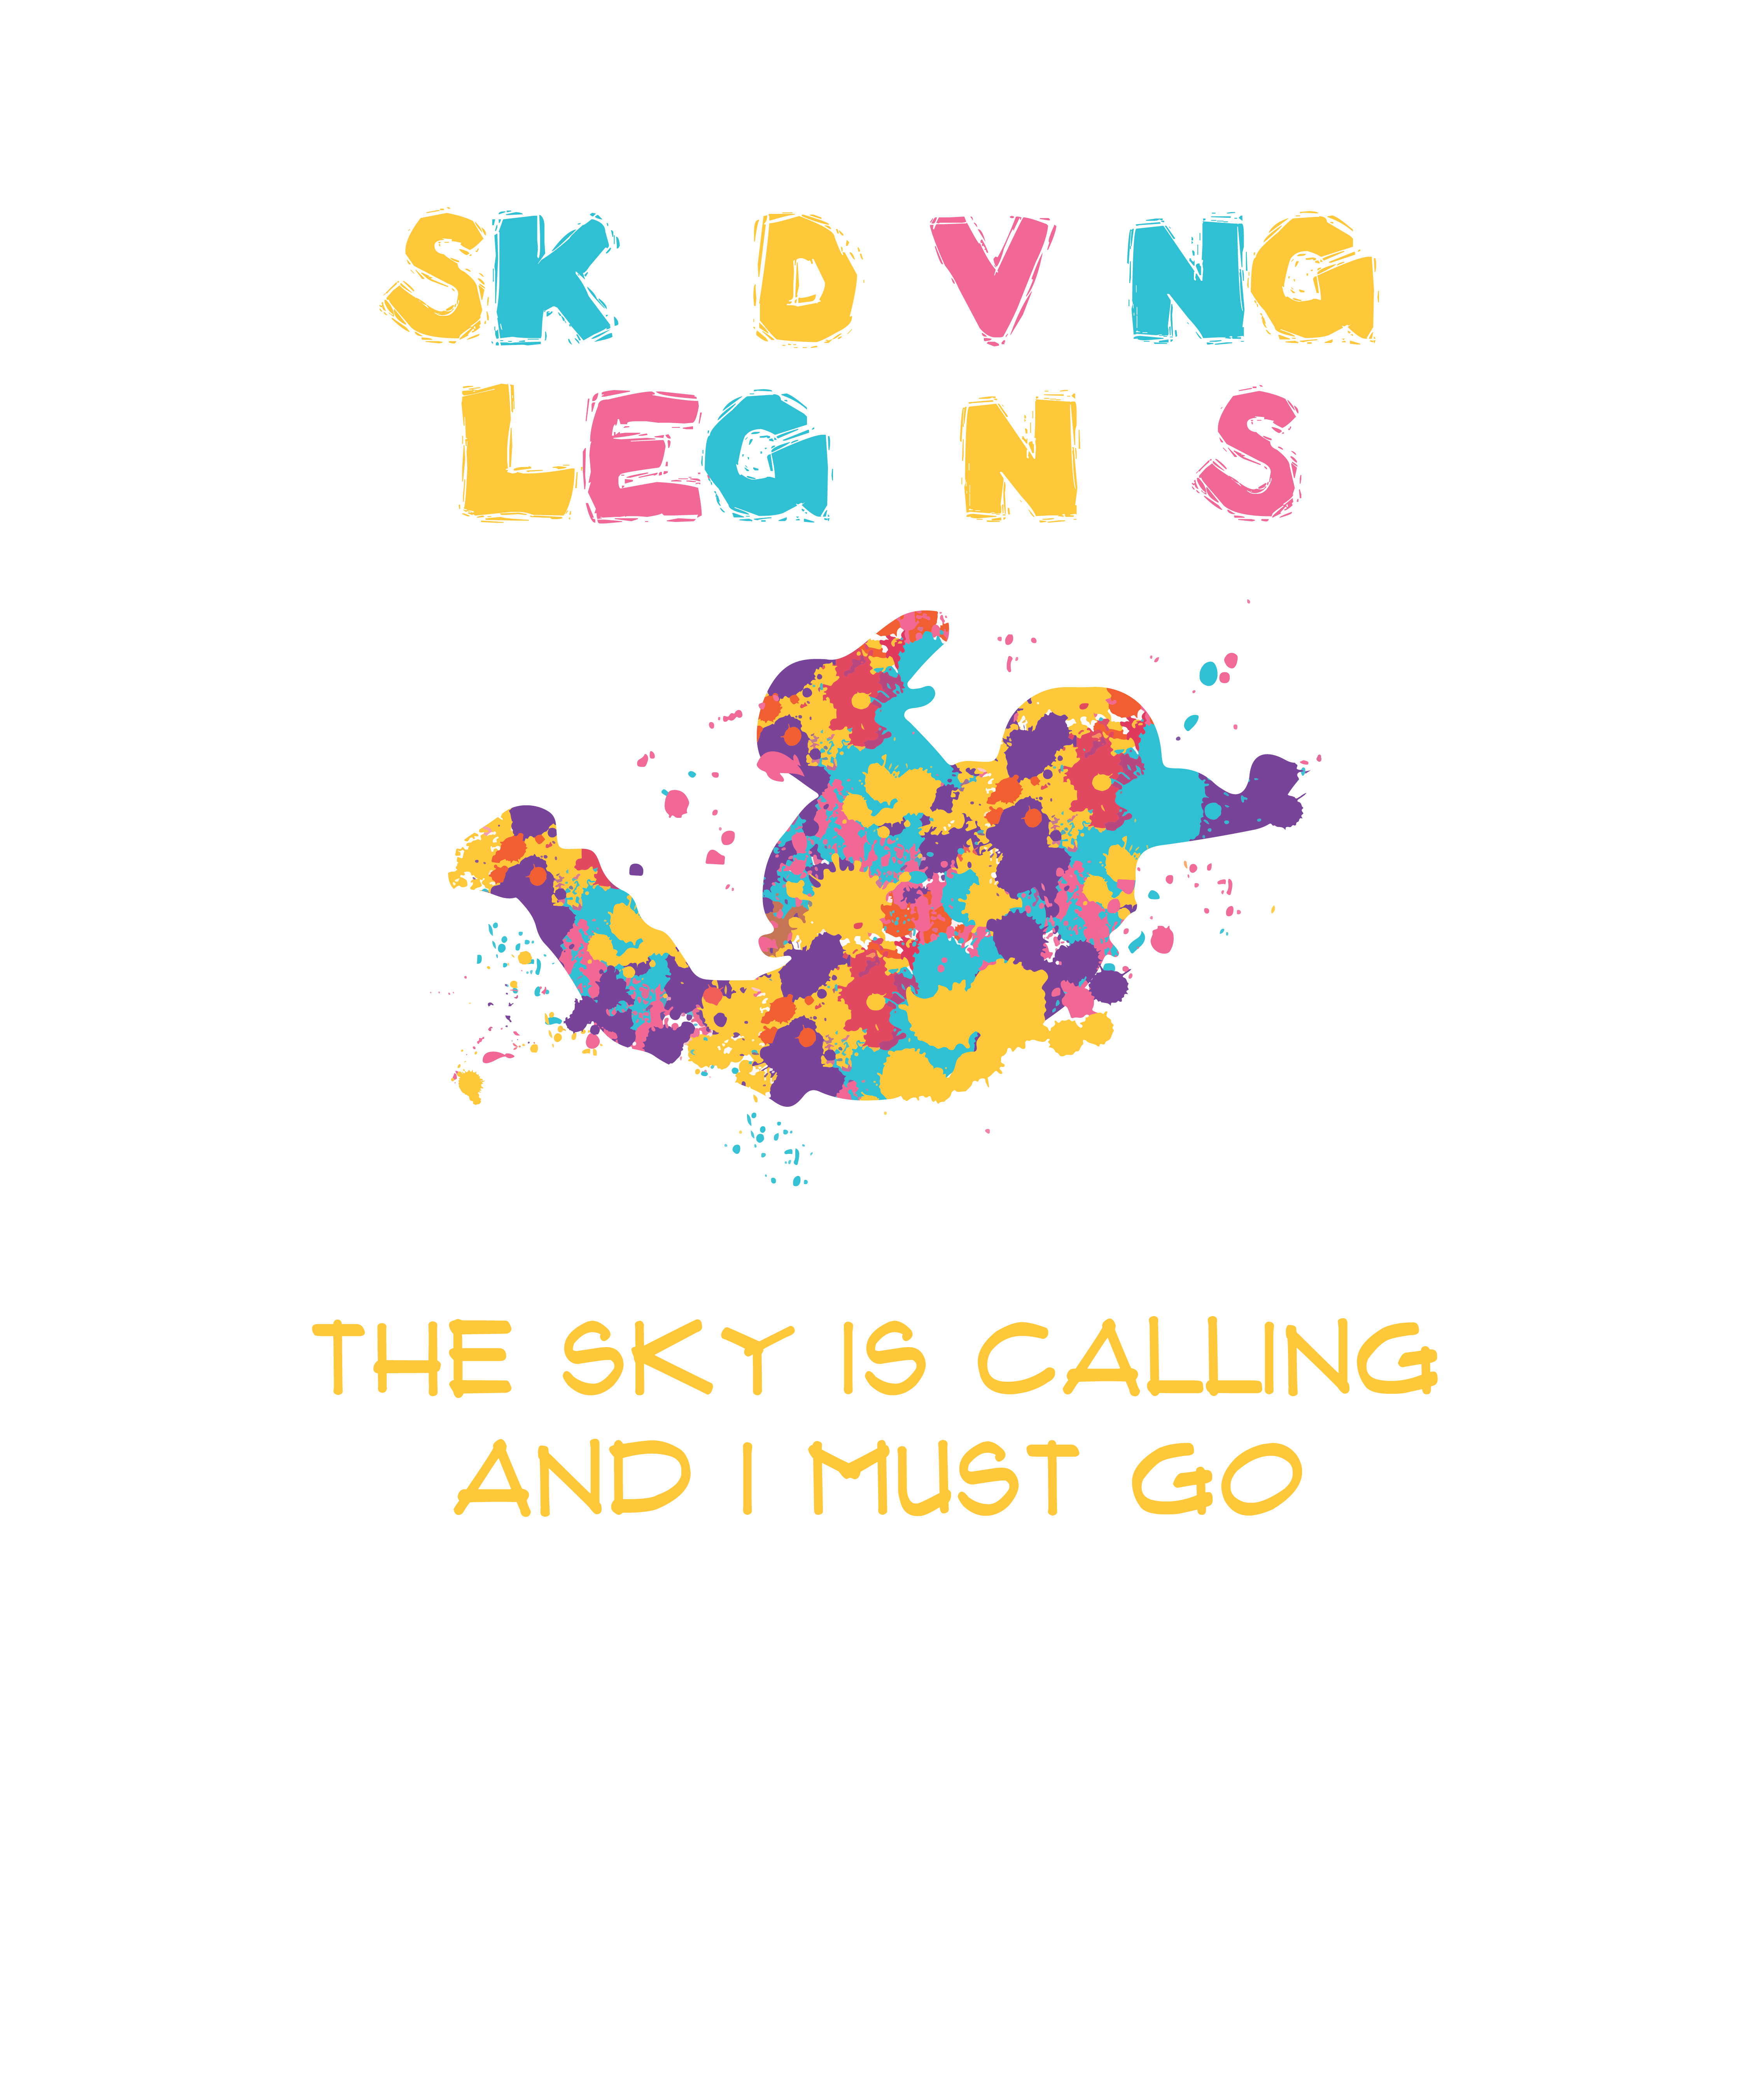 SK D V NG
LEG N S
THE SKY IS CALLING
AND I MUST GO